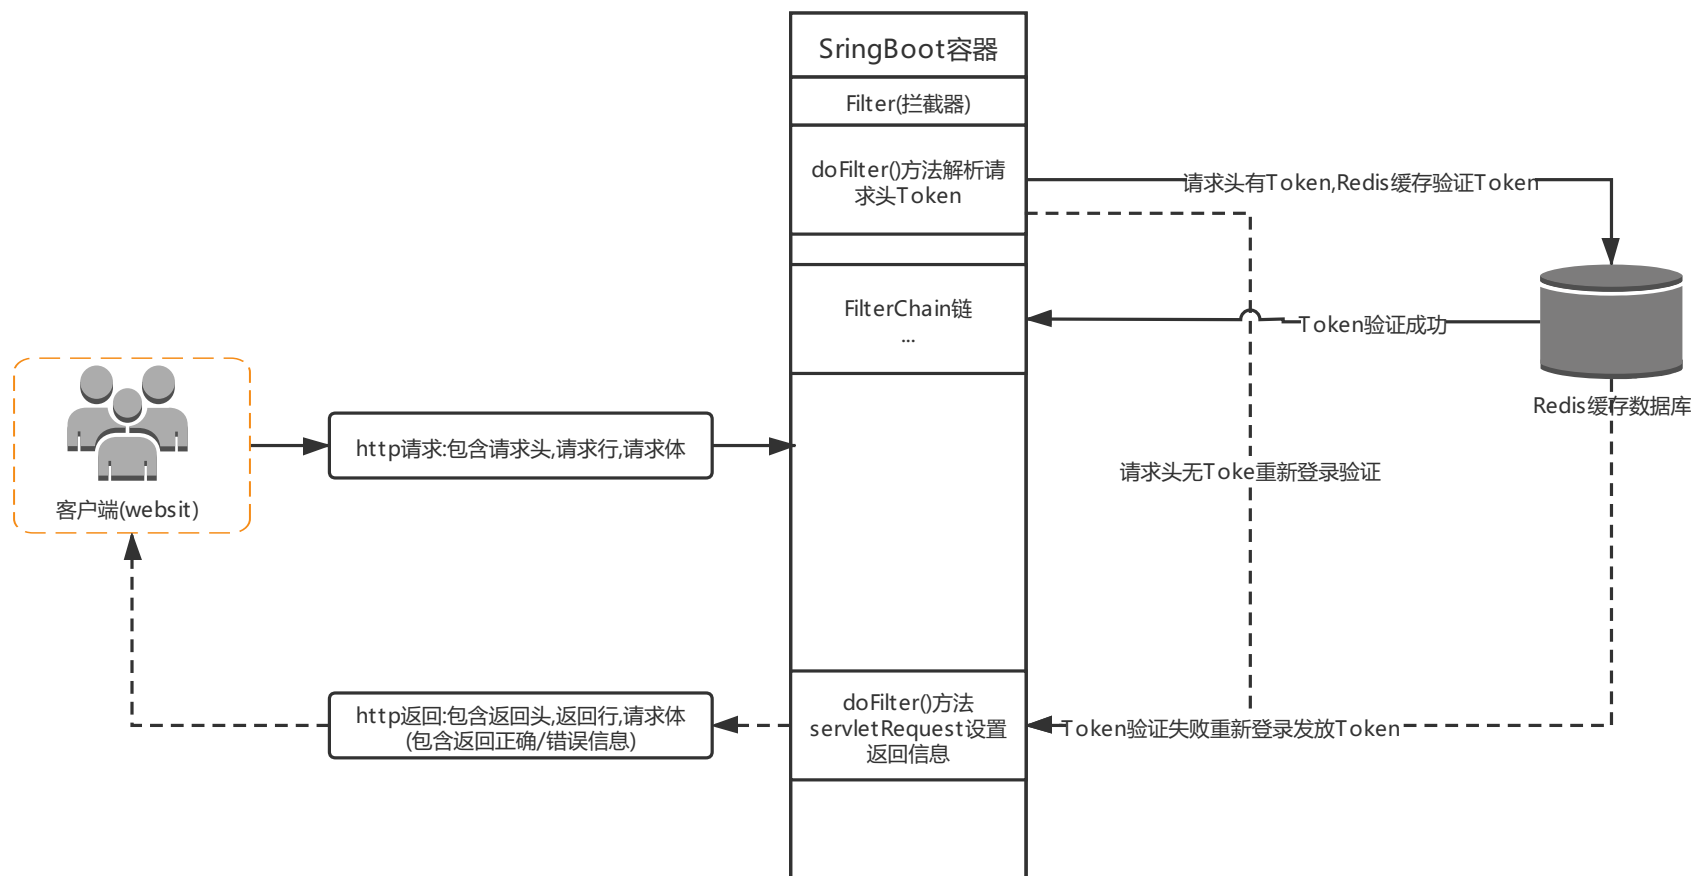 SringBoot容器
Filter(拦截器)
doFilter()方法解析请
求头Token
请求头有Token,Redis缓存验证Token
FilterChain链
...
Token验证成功
Redis缓存数据库
http请求:包含请求头,请求行,请求体
客户端(websit)
请求头无Toke重新登录验证
http返回:包含返回头,返回行,请求体
(包含返回正确/错误信息)
doFilter()方法
servletRequest设置
返回信息
Token验证失败重新登录发放Token